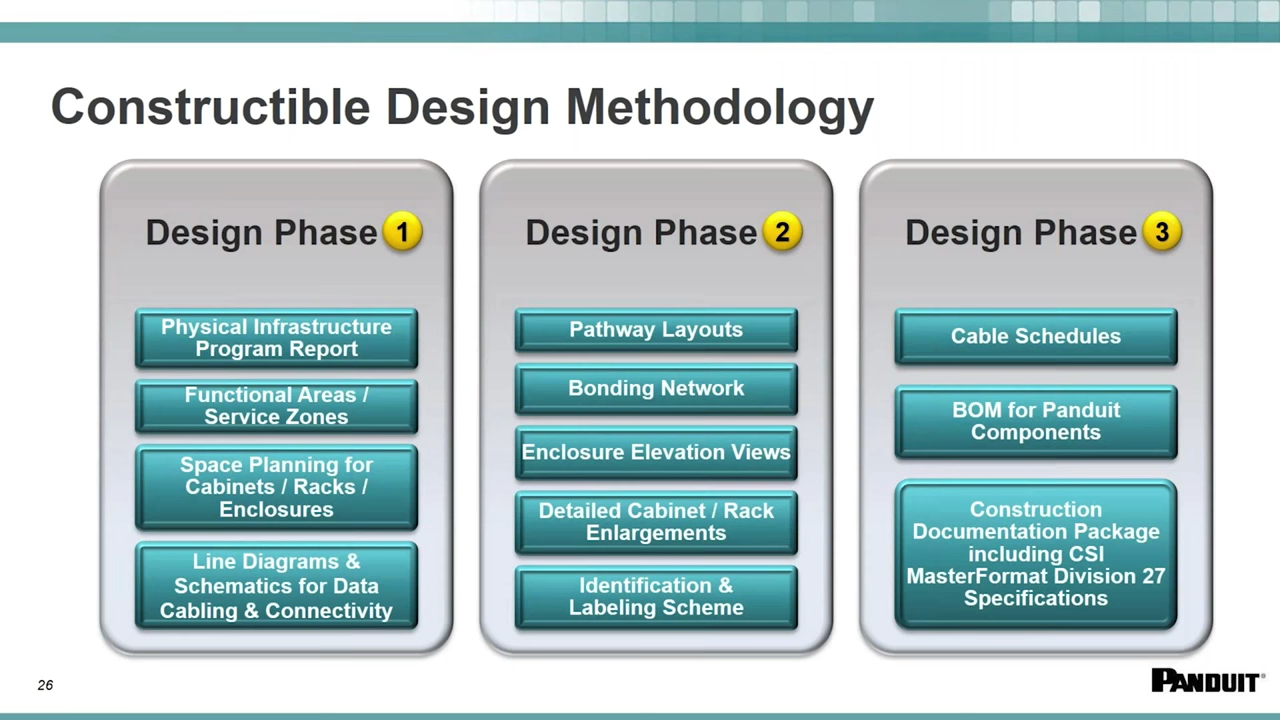 Constructible Design Methodology
Design Phase 1
Physical Infrastructure
Program Report
Functional Areas /
Service Zones
Space Planning for
Cabinets / Racks /
Enclosures
Line Diagrams &
Schematics for Data
Cabling & Connectivity
Design Phase 2
Pathway Layouts
Bonding Network
Enclosure Elevation Views
Detailed Cabinet / Rack
Enlargements
Identification &
Labeling Scheme
Design Phase 3
Cable Schedules
BOM for Panduit
Components
Construction
Documentation Package
including CSI
MasterFormat Division 27
Specifications
26
PANDUIT®